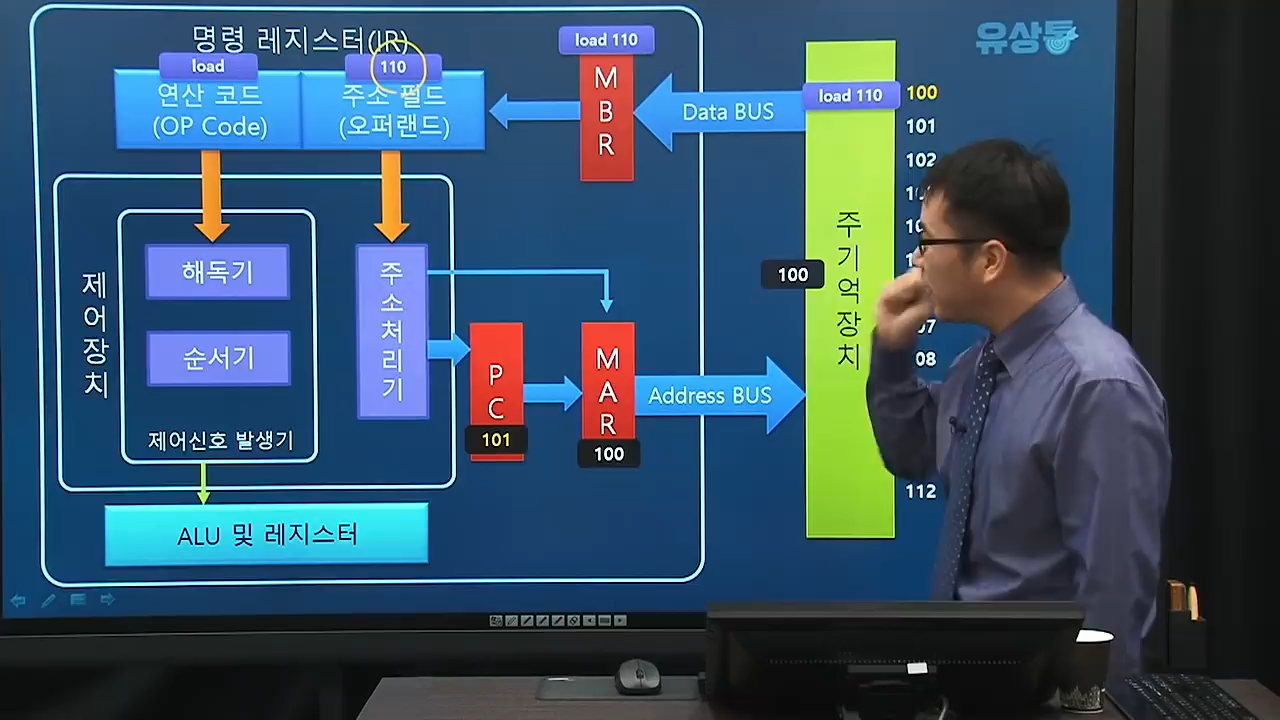 명령 레지스터(IR)
load
110
연산 코드
(OP Code)
주소 필드
(오퍼랜드)
load 110
MBR
Data BUS
load 110
유상통
100
101
102
제어장치
해독기
순서기
제어신호 발생기
주소처리기
PC
101
MAR
100
Address BUS
100
주기억장치
112
ALU 및 레지스터